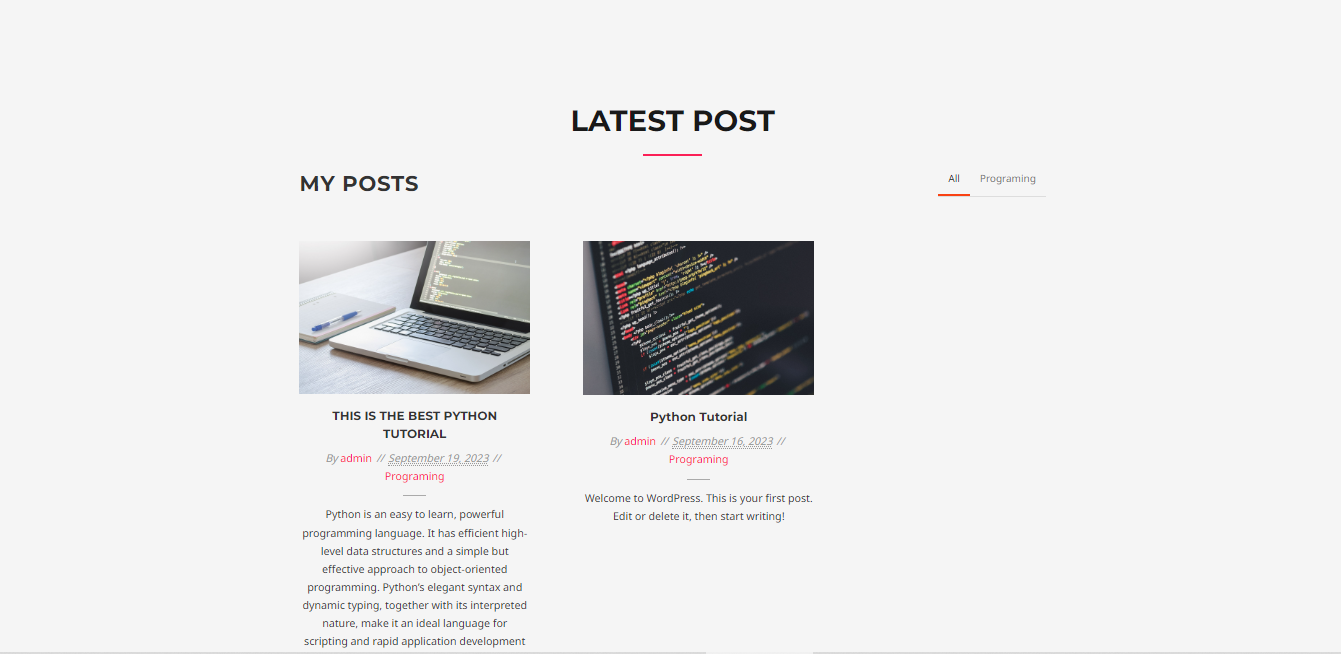 LATEST POST
MY POSTS
All Programing
THIS IS THE BEST PYTHON
TUTORIAL
By admin // September 19, 2023 //
Programing
Python is an easy to learn, powerful
programming language. It has efficient high-
level data structures and a simple but
effective approach to object-oriented
programming. Python's elegant syntax and
dynamic typing, together with its interpreted
nature, make it an ideal language for
scripting and rapid application development
Python Tutorial
By admin // September 16, 2023 //
Programing
Welcome to WordPress. This is your first post.
Edit or delete it, then start writing!